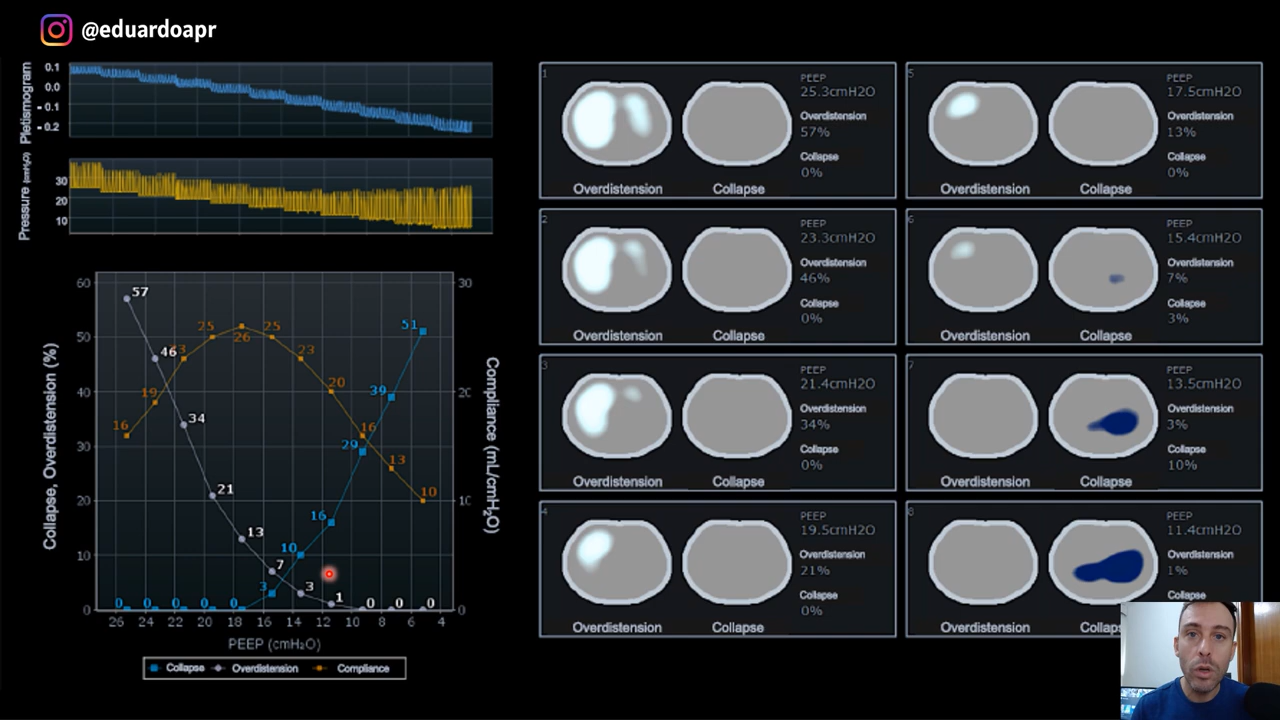 @eduardoapr
Pletismogram
0.1
0.0
-0.1
-0.2
Pressure (cmH₂O)
30
20
10
Collapse, Overdistension (%)
60
50
40
30
20
10
0
Compliance (mL/cmH₂O)
30
20
10
0
57
46
34
21
13
7
3
1
0
0
0
16
19
23
25
26
25
23
20
16
13
10
0
0
0
0
0
3
10
16
29
39
51
26 24 22 20 18 16 14 12 10 8 6 4
PEEP (cmH₂O)
Collapse Overdistension Compliance
1
PEEP
25.3cmH2O
Overdistension
57%
Collapse
0%
Overdistension Collapse
2
PEEP
23.3cmH2O
Overdistension
46%
Collapse
0%
Overdistension Collapse
3
PEEP
21.4cmH2O
Overdistension
34%
Collapse
0%
Overdistension Collapse
4
PEEP
19.5cmH2O
Overdistension
21%
Collapse
0%
Overdistension Collapse
5
PEEP
17.5cmH2O
Overdistension
13%
Collapse
0%
Overdistension Collapse
6
PEEP
15.4cmH2O
Overdistension
7%
Collapse
3%
Overdistension Collapse
7
PEEP
13.5cmH2O
Overdistension
3%
Collapse
10%
Overdistension Collapse
8
PEEP
11.4cmH2O
Overdistension
1%
Collapse
Overdistension